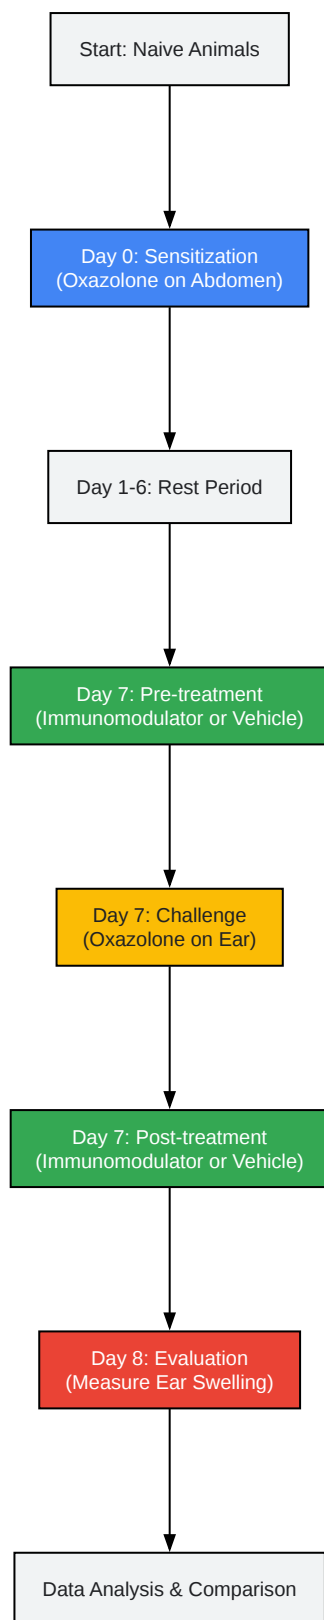 Start: Naive Animals
Day 0: Sensitization
(Oxazolone on Abdomen)
Day 1-6: Rest Period
Day 7: Pre-treatment
(Immunomodulator or Vehicle)
Day 7: Challenge
(Oxazolone on Ear)
Day 7: Post-treatment
(Immunomodulator or Vehicle)
Day 8: Evaluation
(Measure Ear Swelling)
Data Analysis & Comparison